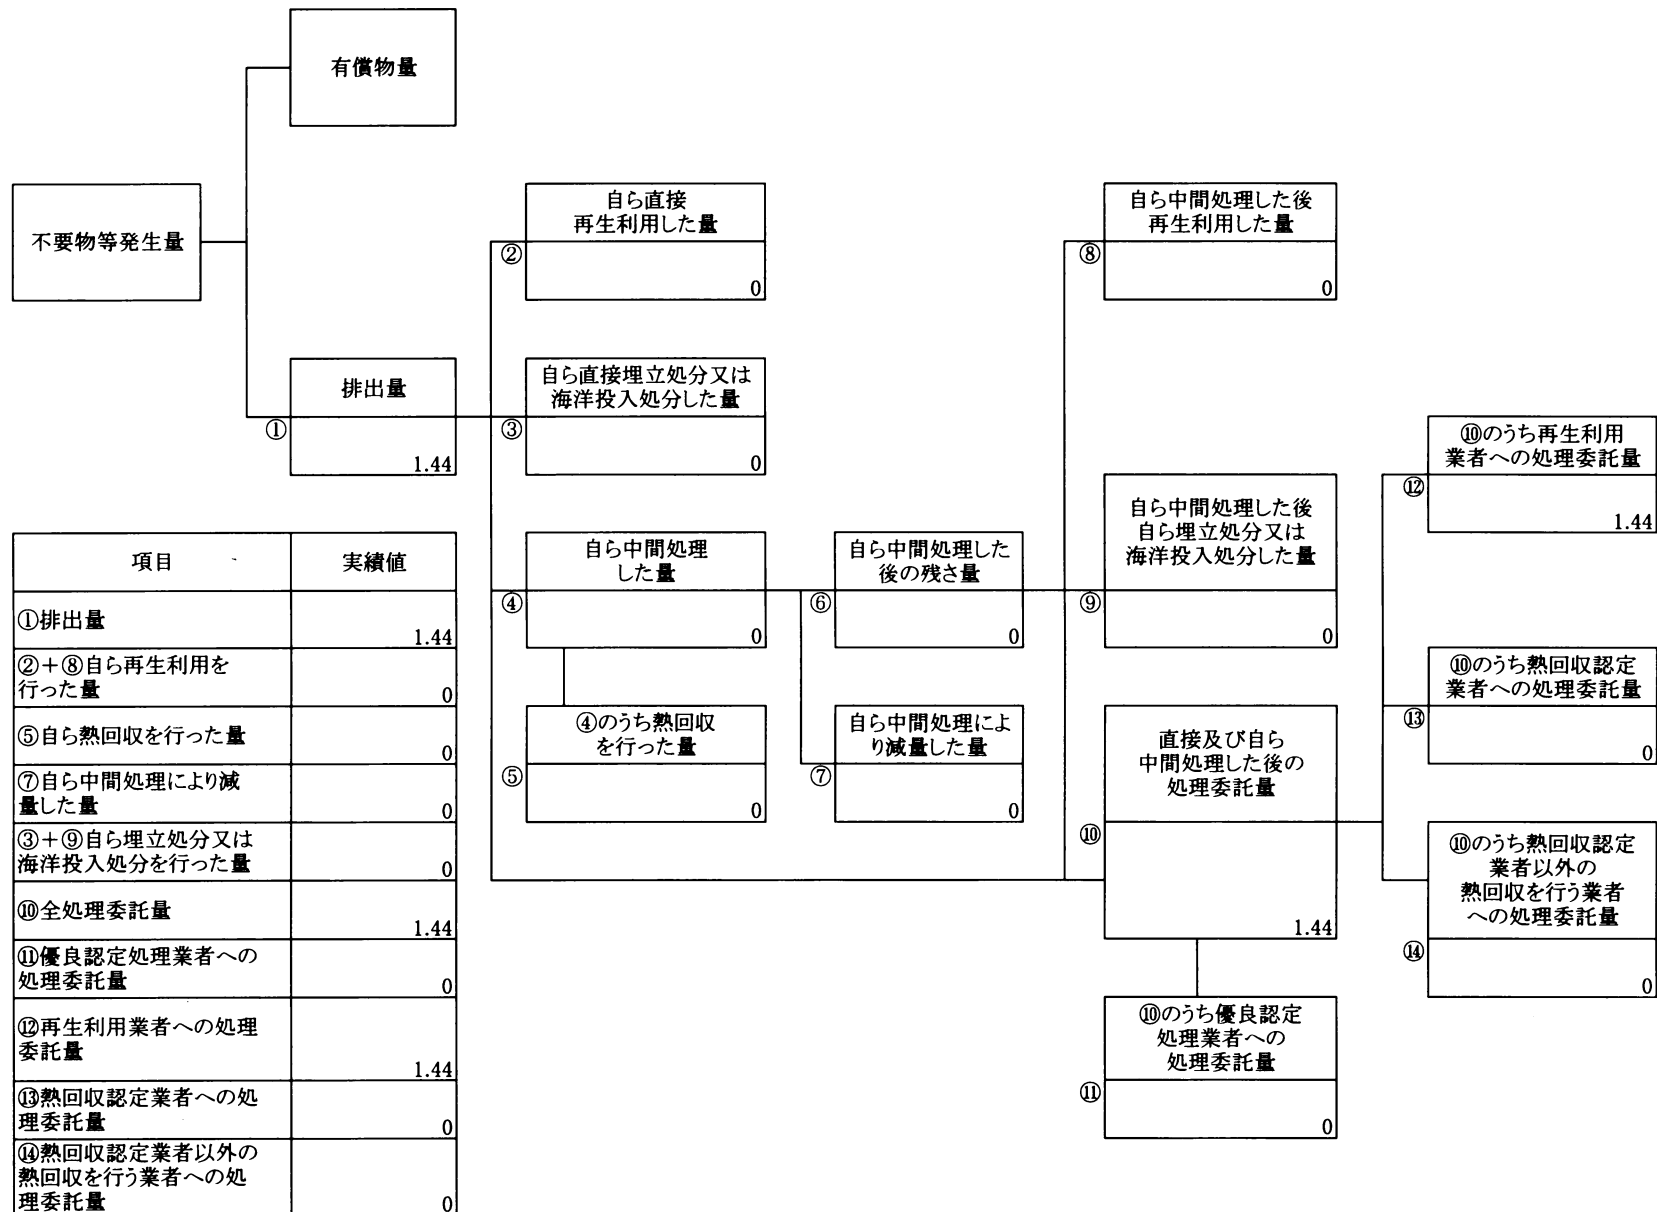 有償物量
不要物等発生量
自ら直接
再生利用した量
②
0
自ら中間処理した後
再生利用した量
⑧
0
排出量
①
1.44
自ら直接埋立処分又は
海洋投入処分した量
③
0
⑩のうち再生利用
業者への処理委託量
⑫
1.44
自ら中間処理した後
自ら埋立処分又は
海洋投入処分した量
⑨
0
自ら中間処理
した量
④
0
自ら中間処理した
後の残さ量
⑥
0
⑩のうち熱回収認定
業者への処理委託量
⑬
0
④のうち熱回収
を行った量
⑤
0
自ら中間処理によ
り減量した量
⑦
0
直接及び自ら
中間処理した後の
処理委託量
⑩
1.44
⑩のうち熱回収認定
業者以外の
熱回収を行う業者
への処理委託量
⑭
0
⑩のうち優良認定
処理業者への
処理委託量
⑪
0
項目 実績値
①排出量
1.44
②＋⑧自ら再生利用を
行った量
0
⑤自ら熱回収を行った量
0
⑦自ら中間処理により減
量した量
0
③＋⑨自ら埋立処分又は
海洋投入処分を行った量
0
⑩全処理委託量
1.44
⑪優良認定処理業者への
処理委託量
0
⑫再生利用業者への処理
委託量
1.44
⑬熱回収認定業者への処
理委託量
0
⑭熱回収認定業者以外の
熱回収を行う業者への処
理委託量
0